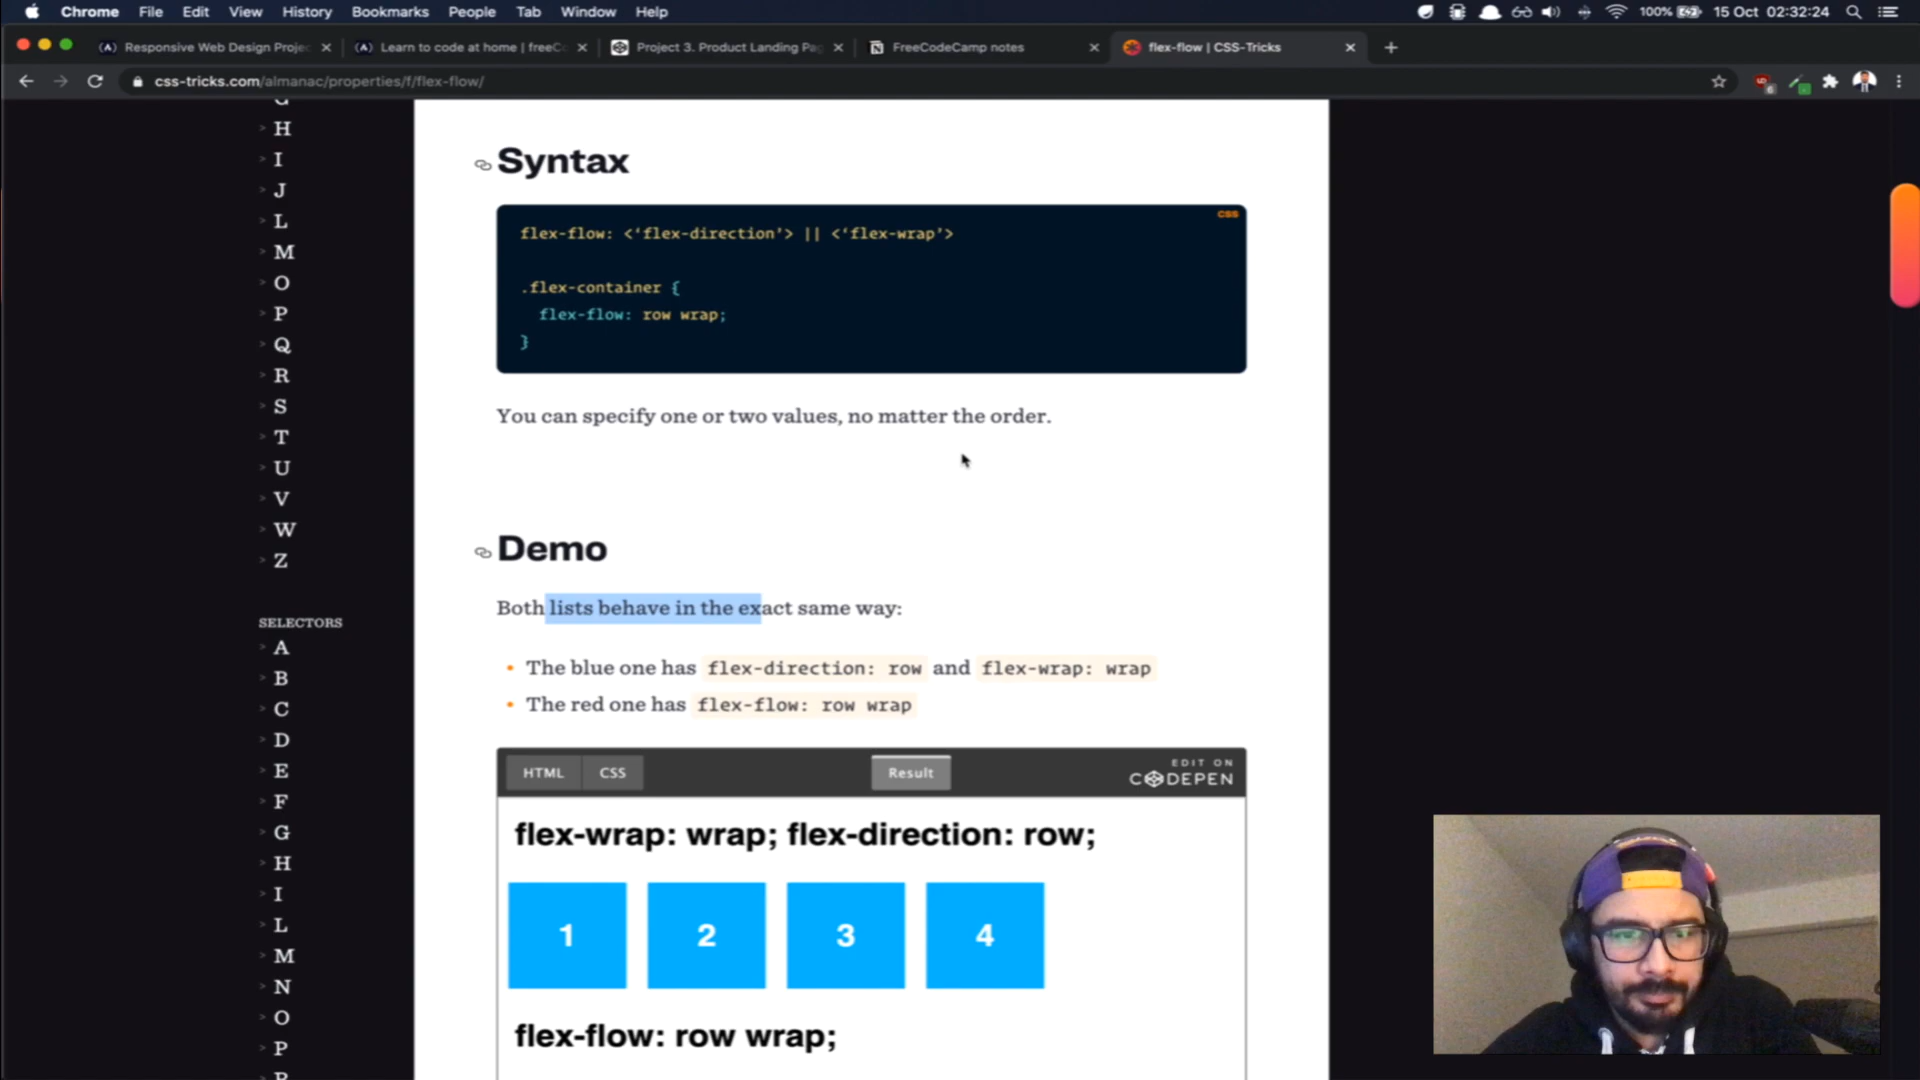 Chrome File Edit View History Bookmarks People Tab Window Help 100% 15 Oct 02:32:24
Responsive Web Design Projec Learn to code at home | freeCo Project 3. Product Landing Pag FreeCodeCamp notes flex-flow | CSS-Tricks
css-tricks.com/almanac/properties/f/flex-flow/
G
> H
> I
> J
> L
> M
> O
> P
> Q
> R
> S
> T
> U
> V
> W
> Z
SELECTORS
> A
> B
> C
> D
> E
> F
> G
> H
> I
> L
> M
> N
> O
> P
Syntax
CSS
flex-flow: <‘flex-direction’> || <‘flex-wrap’>
.flex-container {
flex-flow: row wrap;
}
You can specify one or two values, no matter the order.
Demo
Both lists behave in the exact same way:
• The blue one has flex-direction: row and flex-wrap: wrap
• The red one has flex-flow: row wrap
HTML CSS Result EDIT ON
CODEPEN
flex-wrap: wrap; flex-direction: row;
1 2 3 4
flex-flow: row wrap;